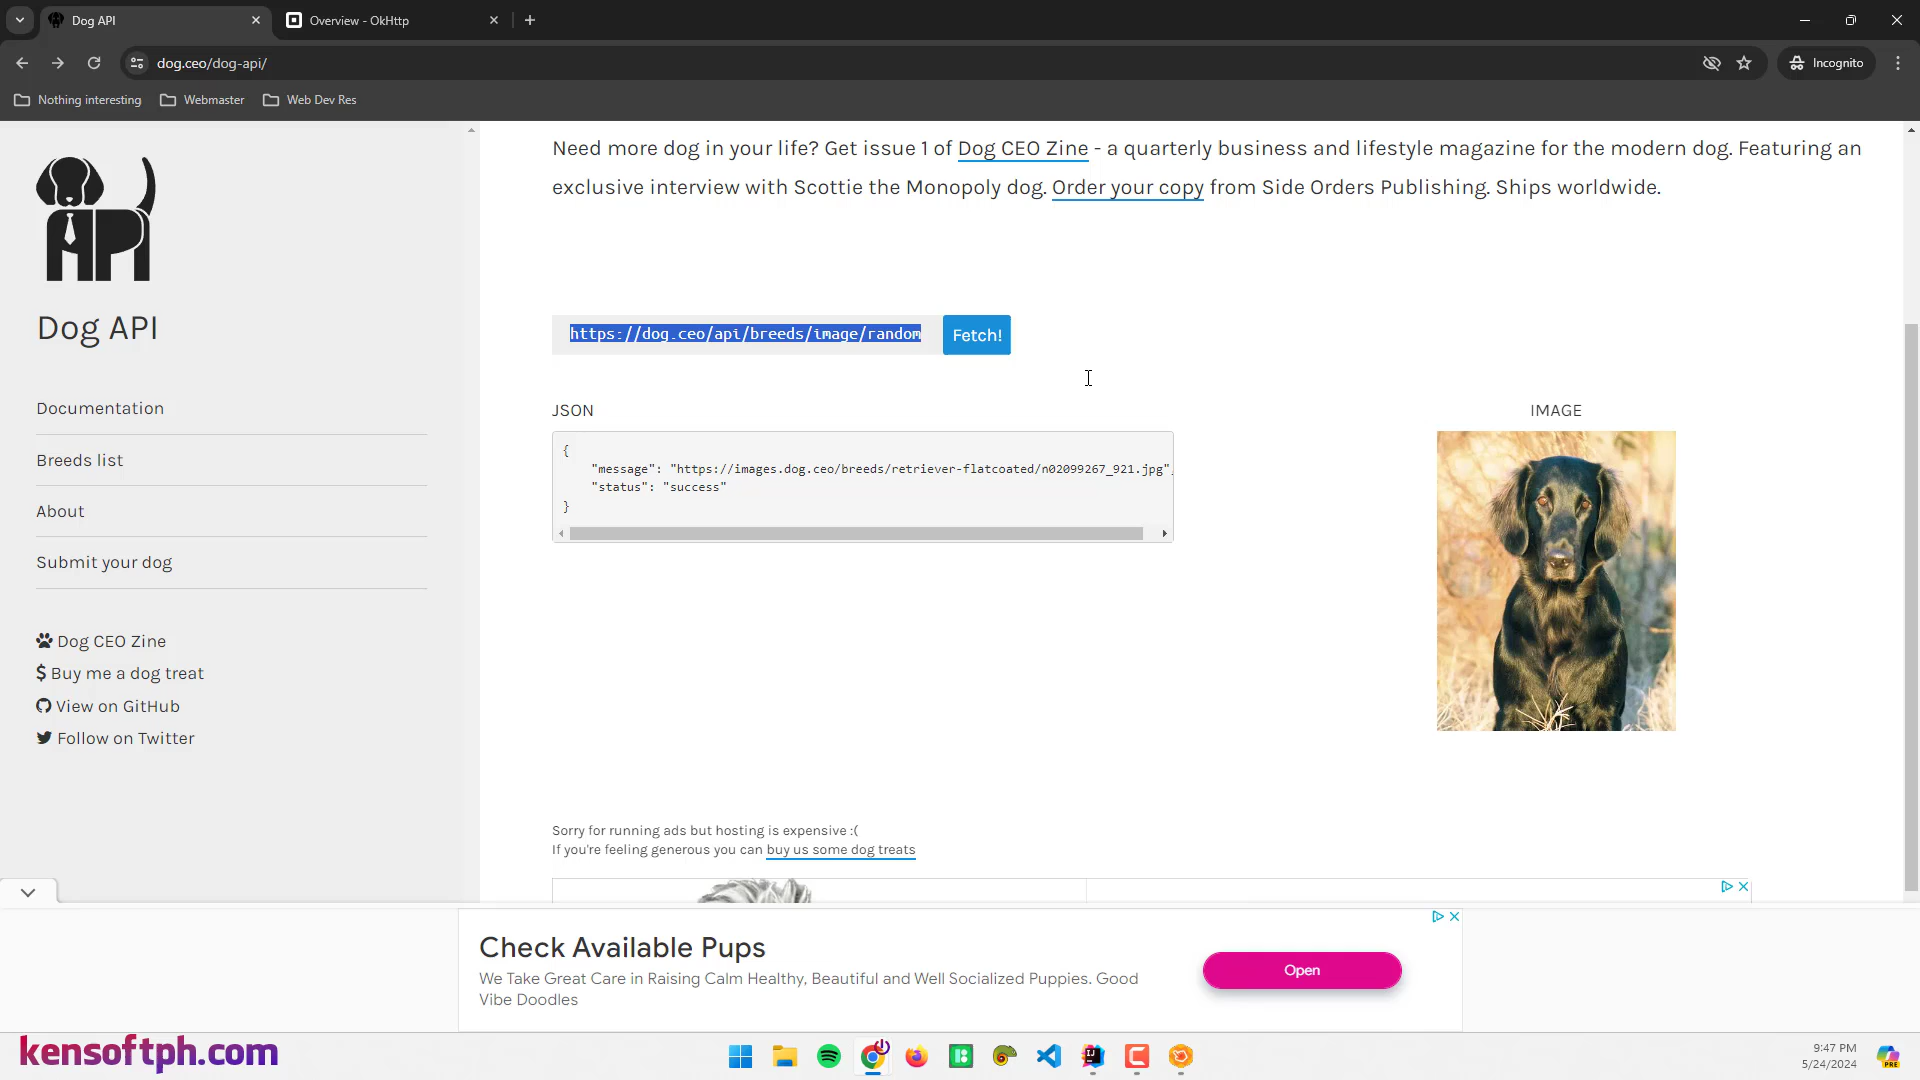 Dog API
Overview - OkHttp
dog.ceo/dog-api/
Incognito
Nothing interesting
Webmaster
Web Dev Res
Dog API
Documentation
Breeds list
About
Submit your dog
Dog CEO Zine
Buy me a dog treat
View on GitHub
Follow on Twitter
Need more dog in your life? Get issue 1 of Dog CEO Zine - a quarterly business and lifestyle magazine for the modern dog. Featuring an
exclusive interview with Scottie the Monopoly dog. Order your copy from Side Orders Publishing. Ships worldwide.
https://dog.ceo/api/breeds/image/random
Fetch!
JSON
IMAGE
{
"message": "https://images.dog.ceo/breeds/retriever-flatcoated/n02099267_921.jpg",
"status": "success"
}
Sorry for running ads but hosting is expensive :(
If you're feeling generous you can buy us some dog treats
Check Available Pups
We Take Great Care in Raising Calm Healthy, Beautiful and Well Socialized Puppies. Good
Vibe Doodles
Open
kensoftph.com
9:47 PM
5/24/2024
PRE